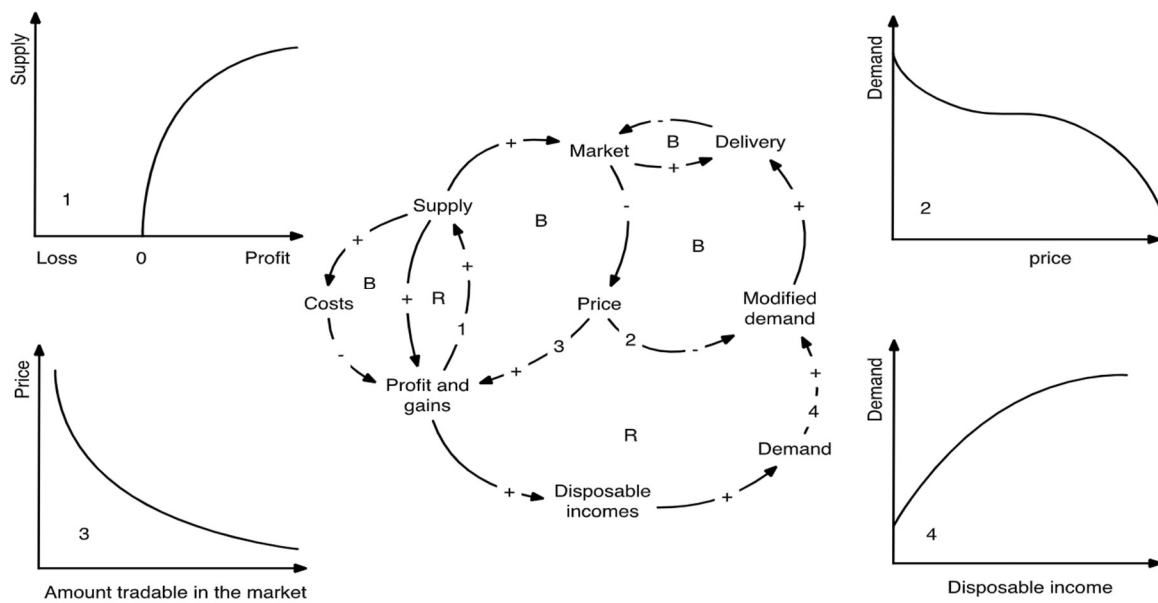 Supply
1
Loss
0
Profit
Price
3
Amount tradable in the market
+
Market
-
B
+
Delivery
Supply
+
B
-
B
+
+
Costs
B
+
R
1
Price
3
2
-
Modified
demand
-
Profit and
gains
+
+
4
R
Demand
+
Disposable
incomes
+
Demand
2
price
Demand
4
Disposable income